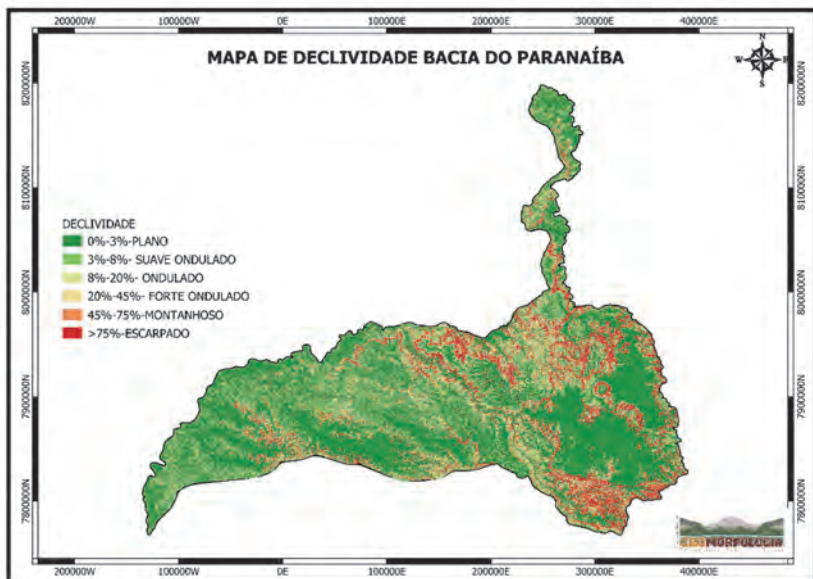 200000W 100000W 0E 100000E 200000E 300000E 400000E
MAPA DE DECLIVIDADE BACIA DO PARANAÍBA
N
W E
S
8200000N 8200000N
8100000N 8100000N
8000000N 8000000N
7900000N 7900000N
7800000N 7800000N
DECLIVIDADE
0%-3%-PLANO
3%-8%- SUAVE ONDULADO
8%-20%- ONDULADO
20%-45%- FORTE ONDULADO
45%-75%-MONTANHOSO
>75%-ESCARPADO
MORFOLOGIA
200000W 100000W 0E 100000E 200000E 300000E 400000E